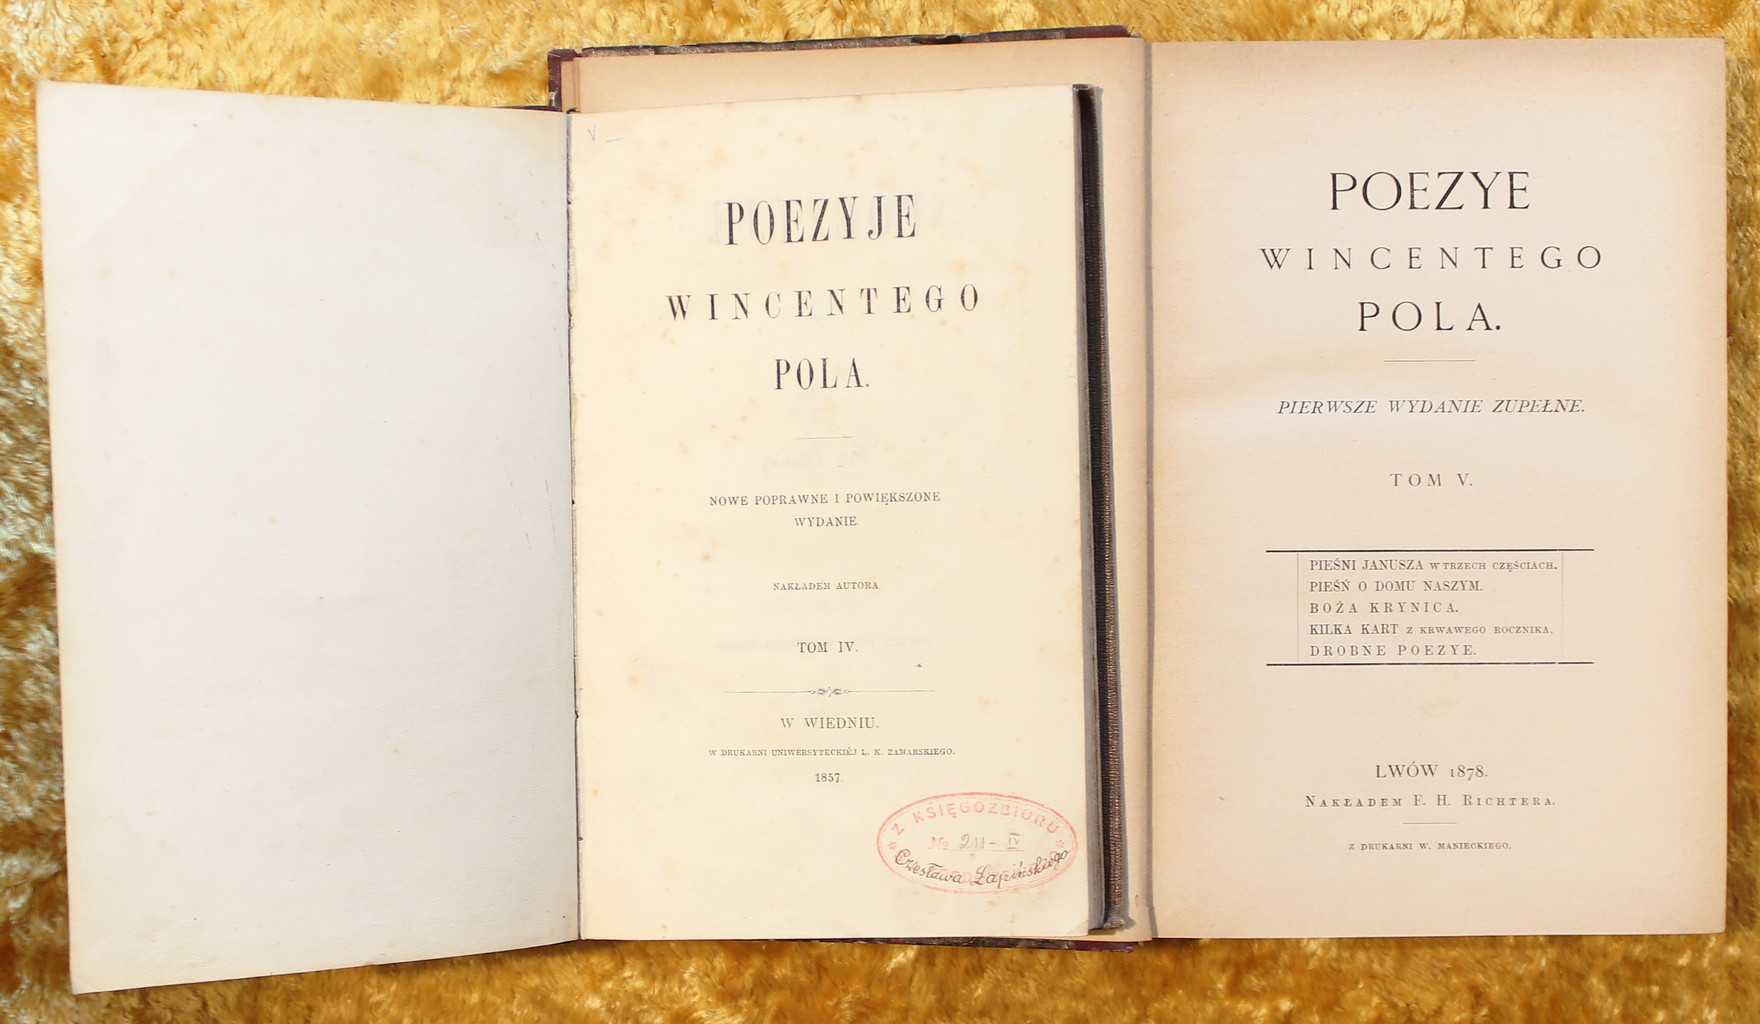 POEZYJE
WINCENTEGO
POLA.
NOWE POPRAWNE I POWIĘKSZONE
WYDANIE.
NAKŁADEM AUTORA
TOM IV.
W WIEDNIU.
W DRUKARNI UNIWERSYTECKIÉJ L. K. ZAMARSKIEGO.
1857.
Z KSIĘGOZBIORU
№ 211-IV
Czesława Łapińskiego
POEZYE
WINCENTEGO
POLA.
PIERWSZE WYDANIE ZUPEŁNE.
TOM V.
PIEŚNI JANUSZA W TRZECH CZĘŚCIACH.
PIEŚŃ O DOMU NASZYM.
BOŻA KRYNICA.
KILKA KART Z KRWAWEGO ROCZNIKA.
DROBNE POEZYE.
LWÓW 1878.
NAKŁADEM F. H. RICHTERA.
Z DRUKARNI W. MANIECKIEGO.